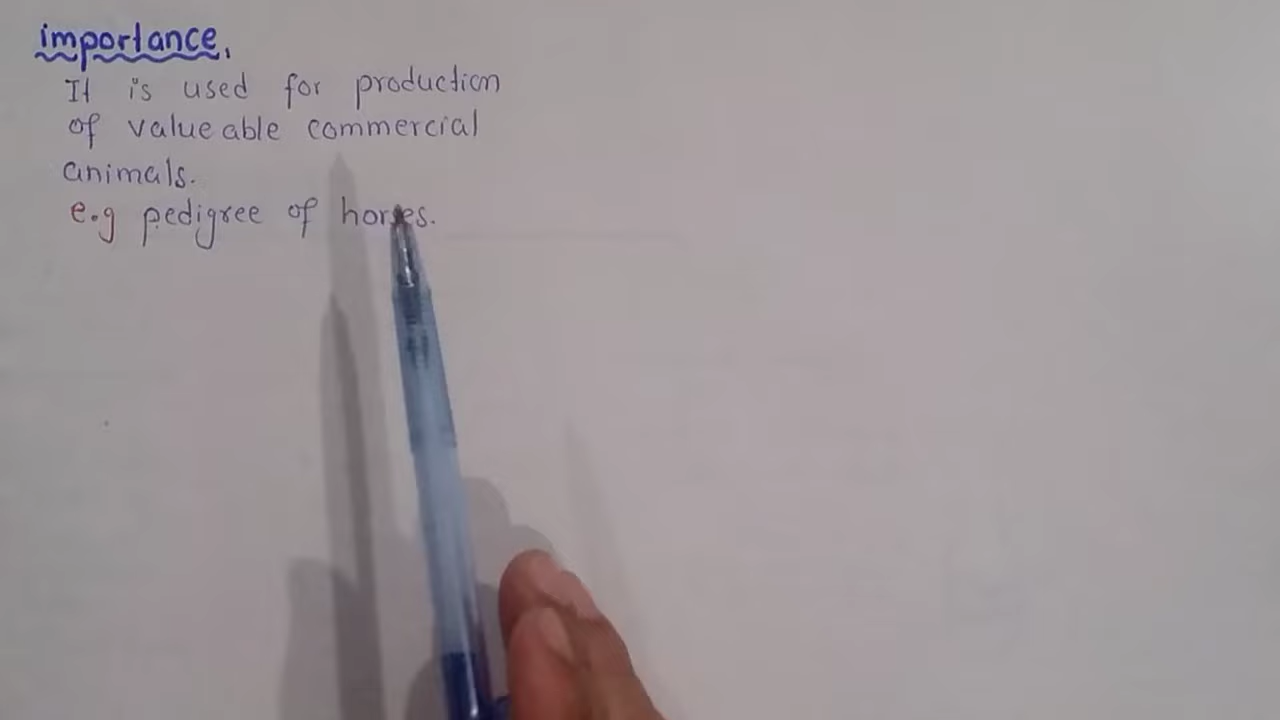 importance,
It is used for production
of valueable commercial
animals.
e.g pedigree of horses.